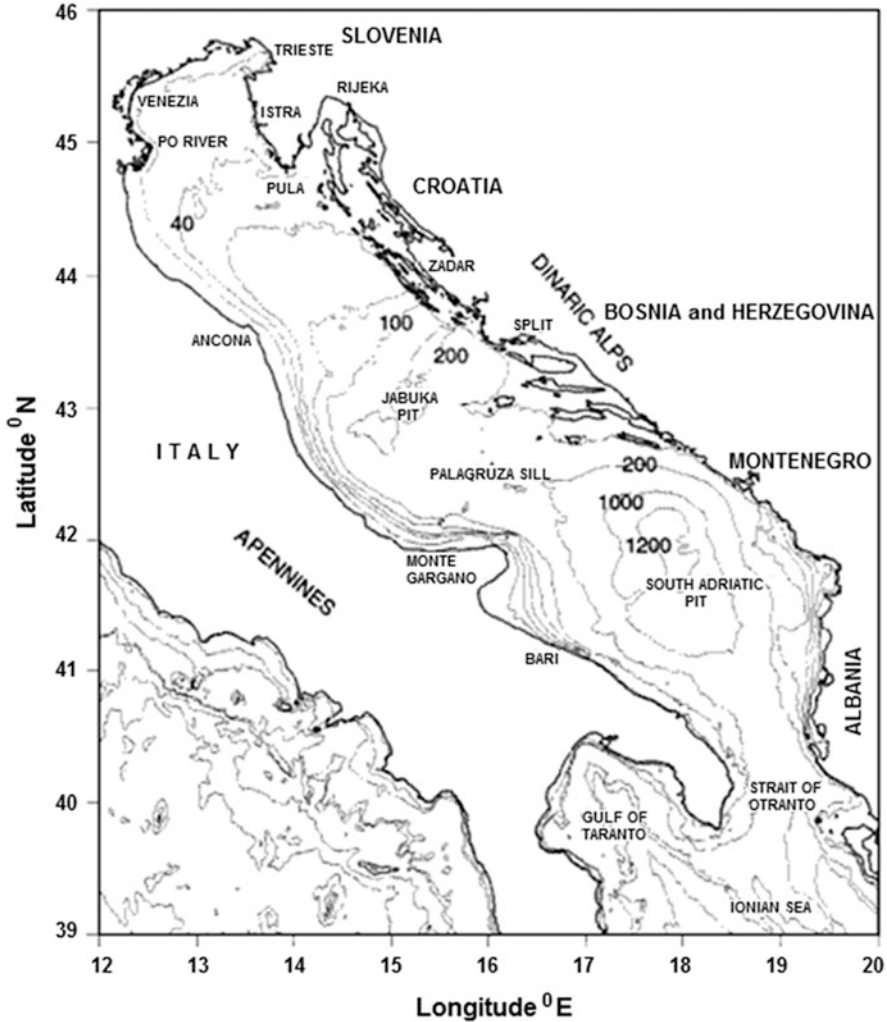 46
SLOVENIA
TRIESTE
RIJEKA
VENEZIA
ISTRA
45
PO RIVER
PULA
CROATIA
40
44
ZADAR
DINARIC ALPS
BOSNIA and HERZEGOVINA
100
SPLIT
ANCONA
200
43
JABUKA
PIT
ITALY
PALAGRUZA SILL
200
MONTENEGRO
1000
42
1200
APENNINES
MONTE
GARGANO
SOUTH ADRIATIC
PIT
41
BARI
ALBANIA
40
STRAIT OF
OTRANTO
GULF OF
TARANTO
IONIAN SEA
39
Latitude ⁰N
12 13 14 15 16 17 18 19 20
Longitude ⁰E